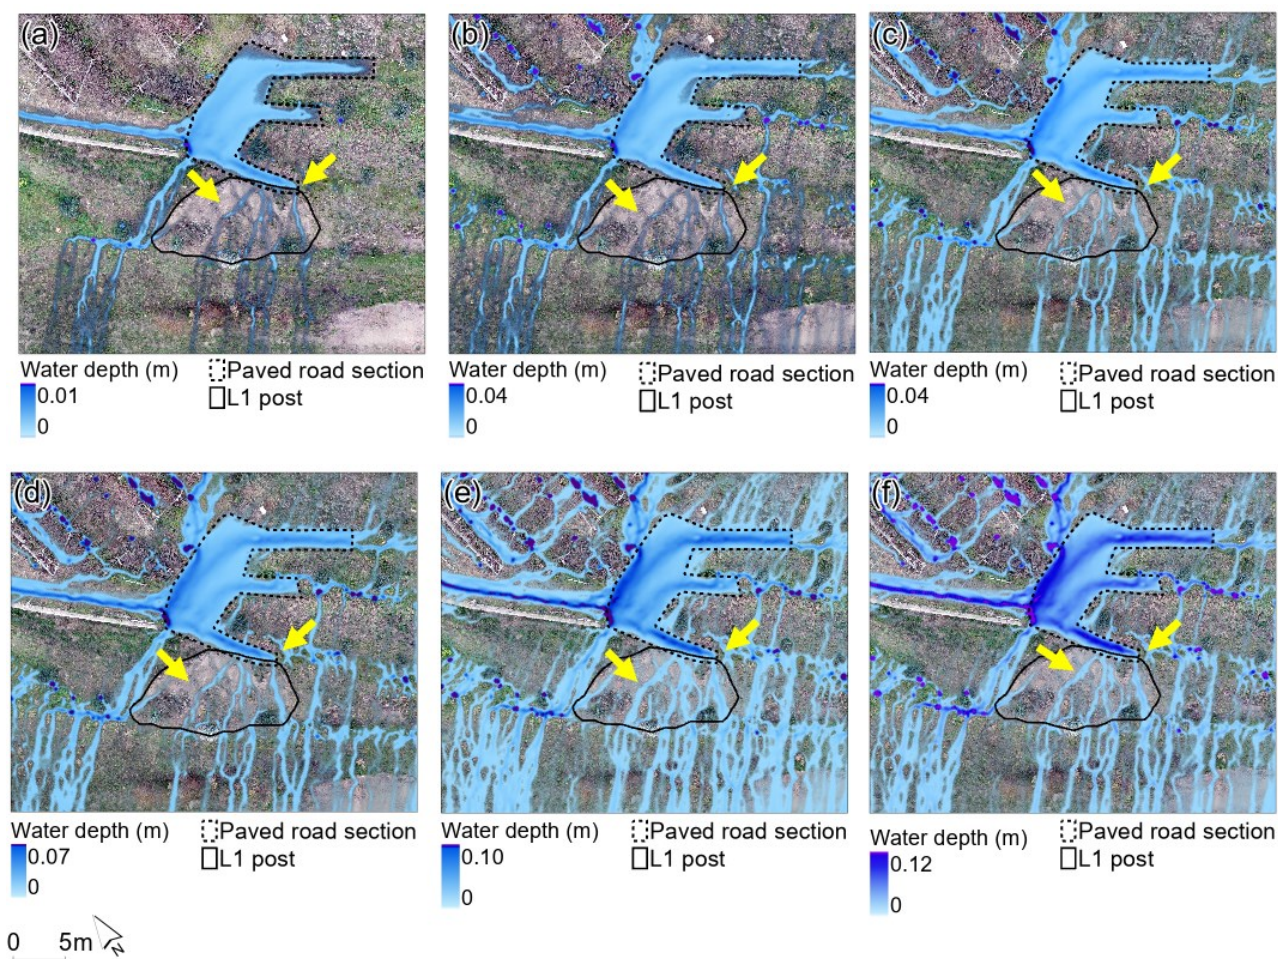 (a)
(b)
(c)
Water depth (m)
0.01
0
Paved road section
L1 post
Water depth (m)
0.04
0
Paved road section
L1 post
Water depth (m)
0.04
0
Paved road section
L1 post
(d)
(e)
(f)
Water depth (m)
0.07
0
Paved road section
L1 post
Water depth (m)
0.10
0
Paved road section
L1 post
Water depth (m)
0.12
0
Paved road section
L1 post
0 5m
N